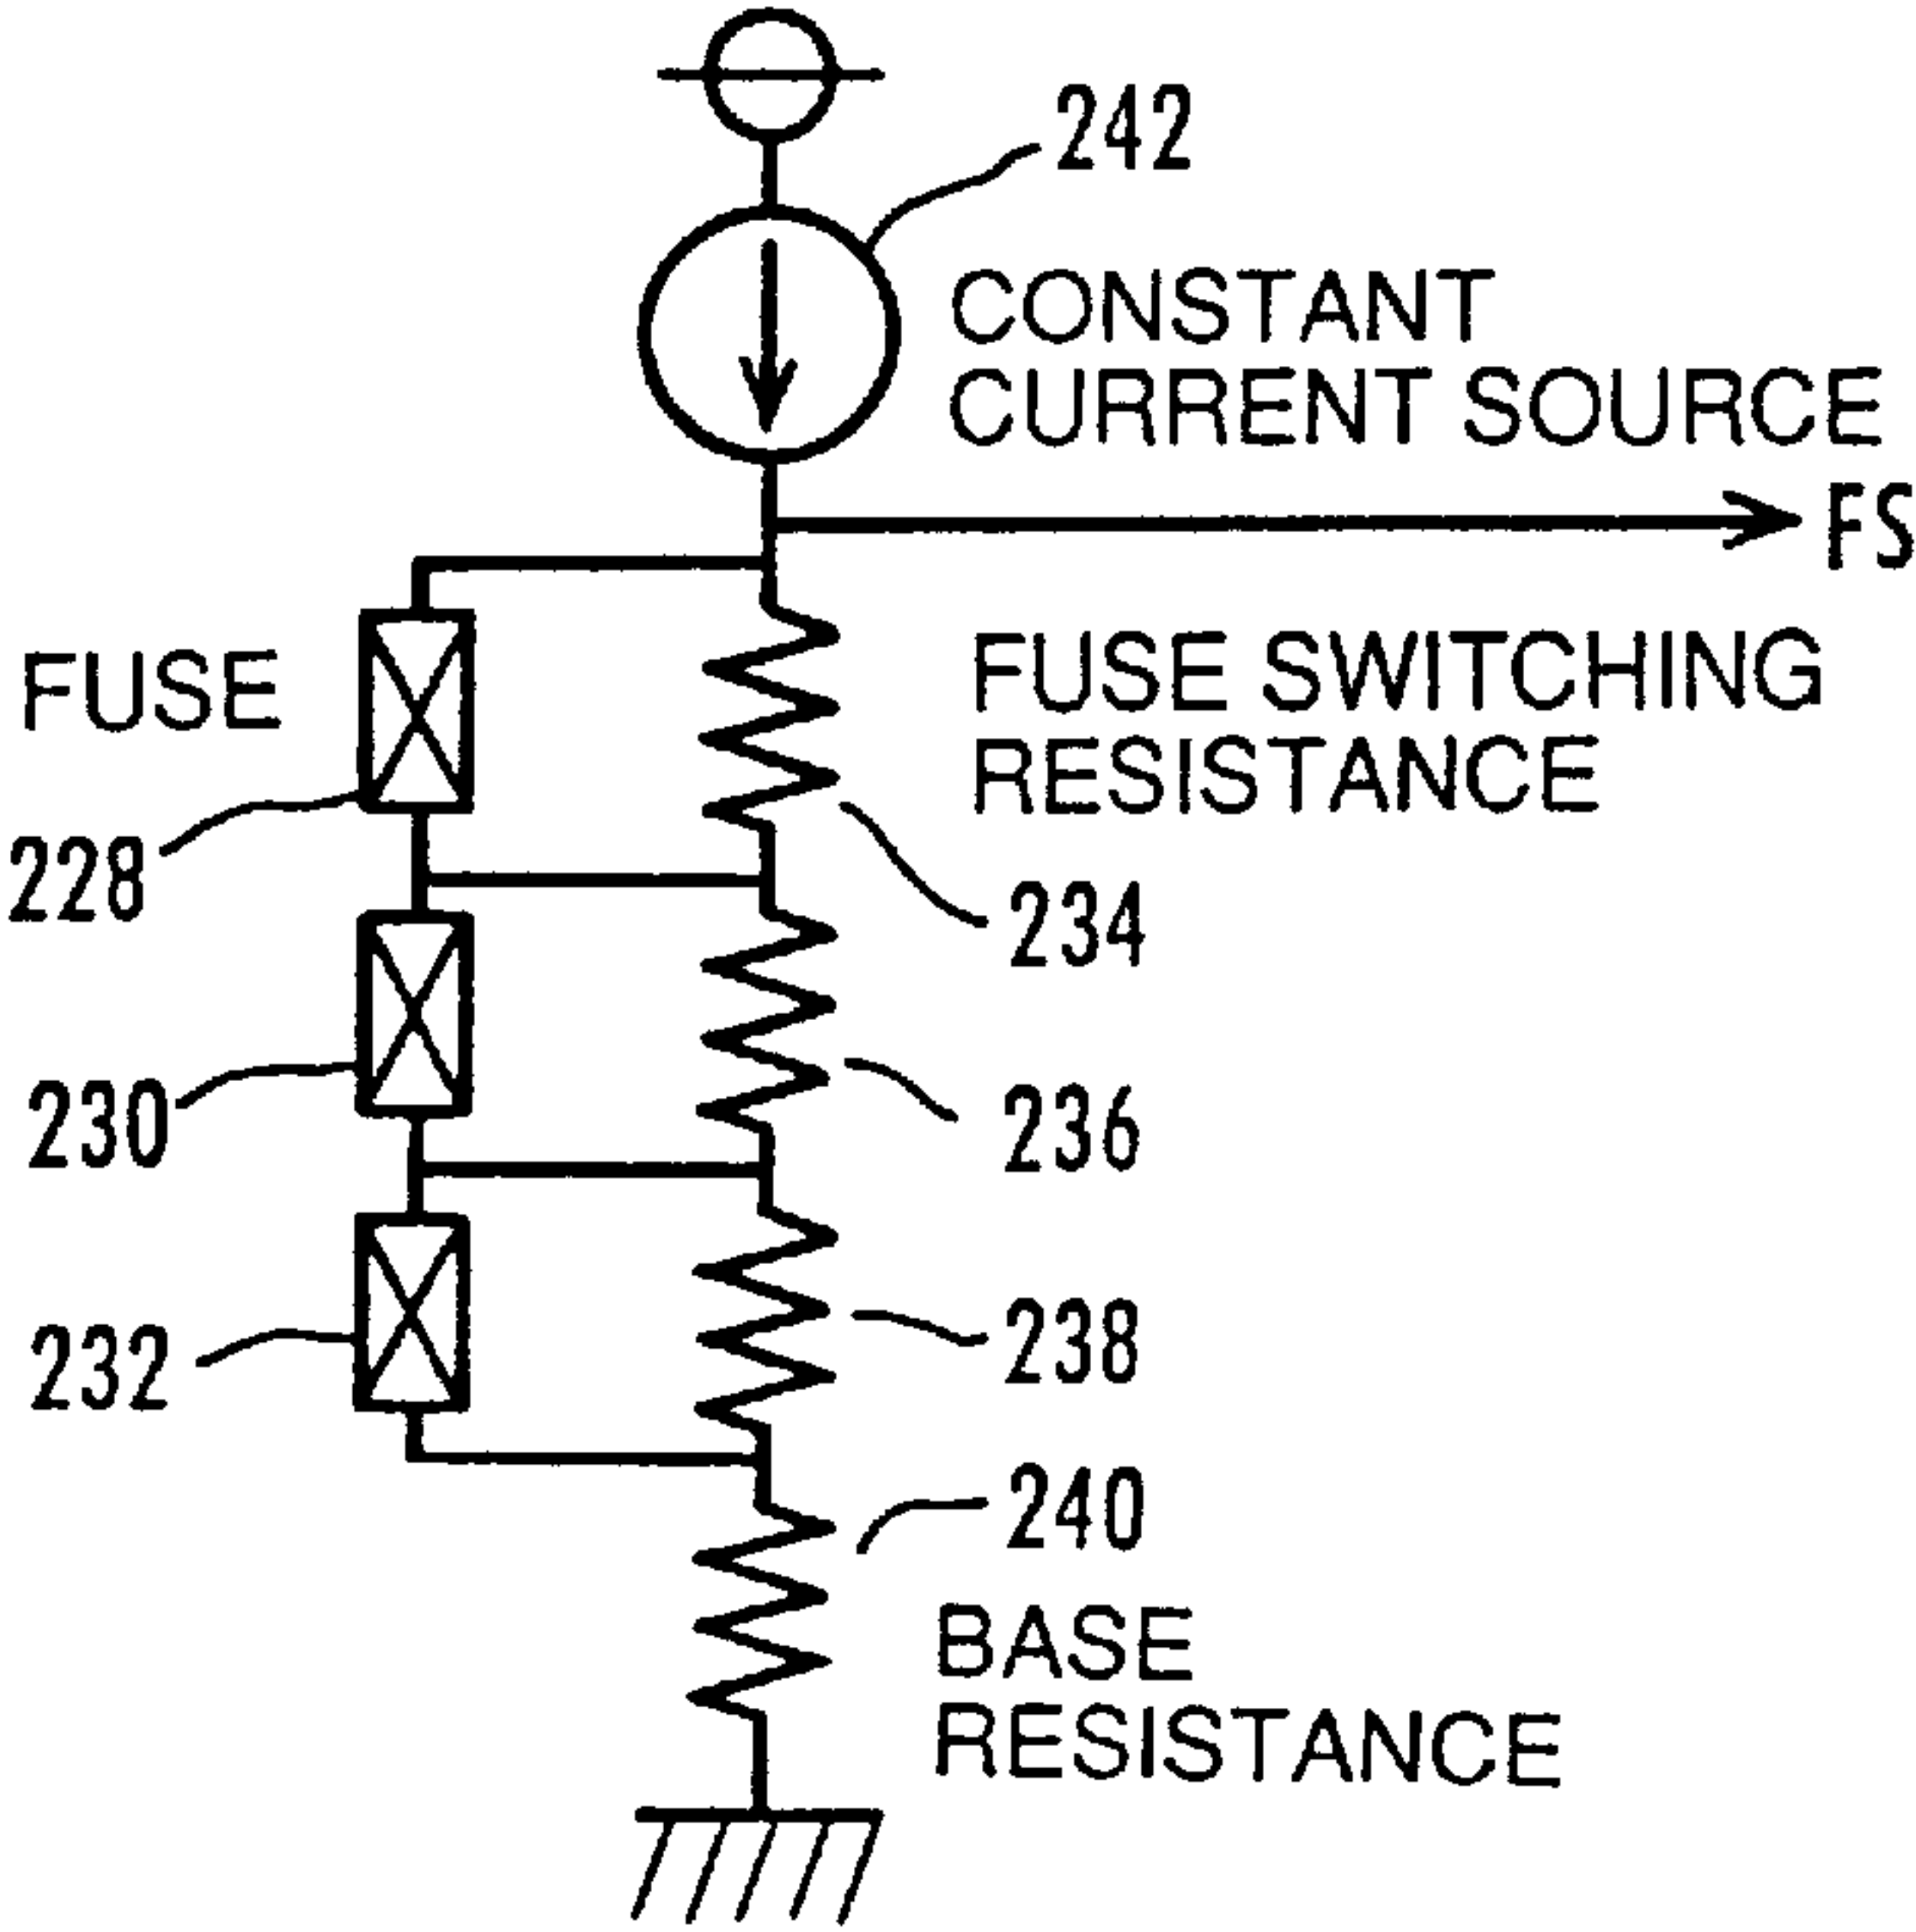 242
CONSTANT
CURRENT SOURCE
FS
FUSE
FUSE SWITCHING
RESISTANCE
228
234
230
236
232
238
240
BASE
RESISTANCE